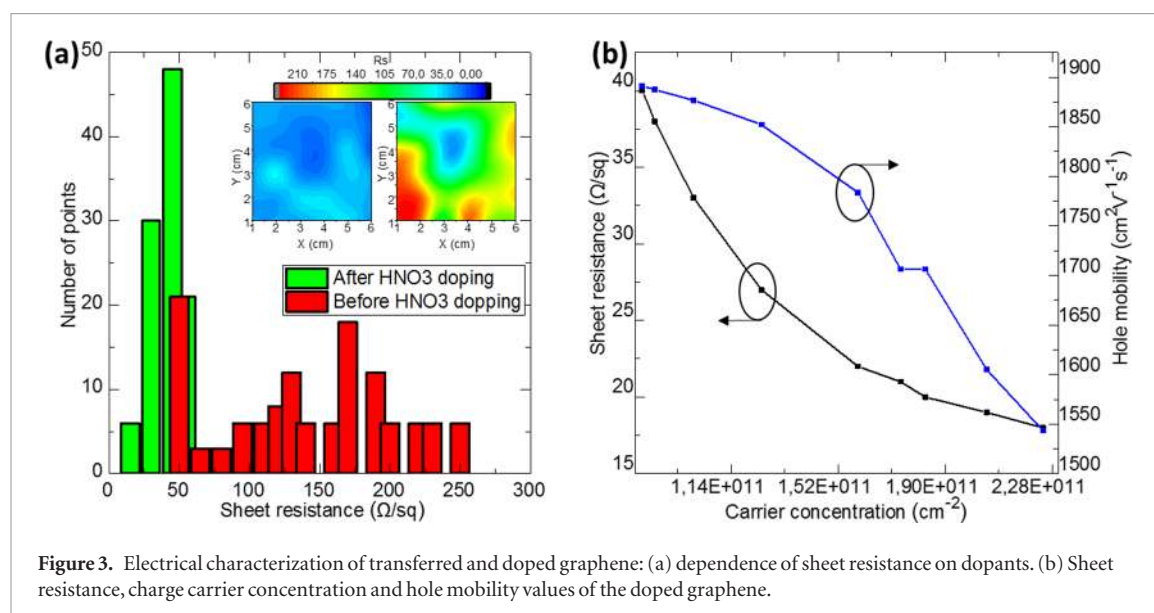 (a)
50
40
30
20
10
0
Number of points
Rs
210 175 140 105 70,0 35,0 0,00
6
5
4
3
2
1
Y (cm)
1 2 3 4 5 6
X (cm)
6
5
4
3
2
1
Y (cm)
1 2 3 4 5 6
X (cm)
After HNO3 doping
Before HNO3 dopping
0 50 100 150 200 250 300
Sheet resistance (Ω/sq)
(b)
40
35
30
25
20
15
Sheet resistance (Ω/sq)
1900
1850
1800
1750
1700
1650
1600
1550
1500
Hole mobility (cm²V⁻¹s⁻¹)
1,14E+011 1,52E+011 1,90E+011 2,28E+011
Carrier concentration (cm⁻²)
Figure 3. Electrical characterization of transferred and doped graphene: (a) dependence of sheet resistance on dopants. (b) Sheet
resistance, charge carrier concentration and hole mobility values of the doped graphene.